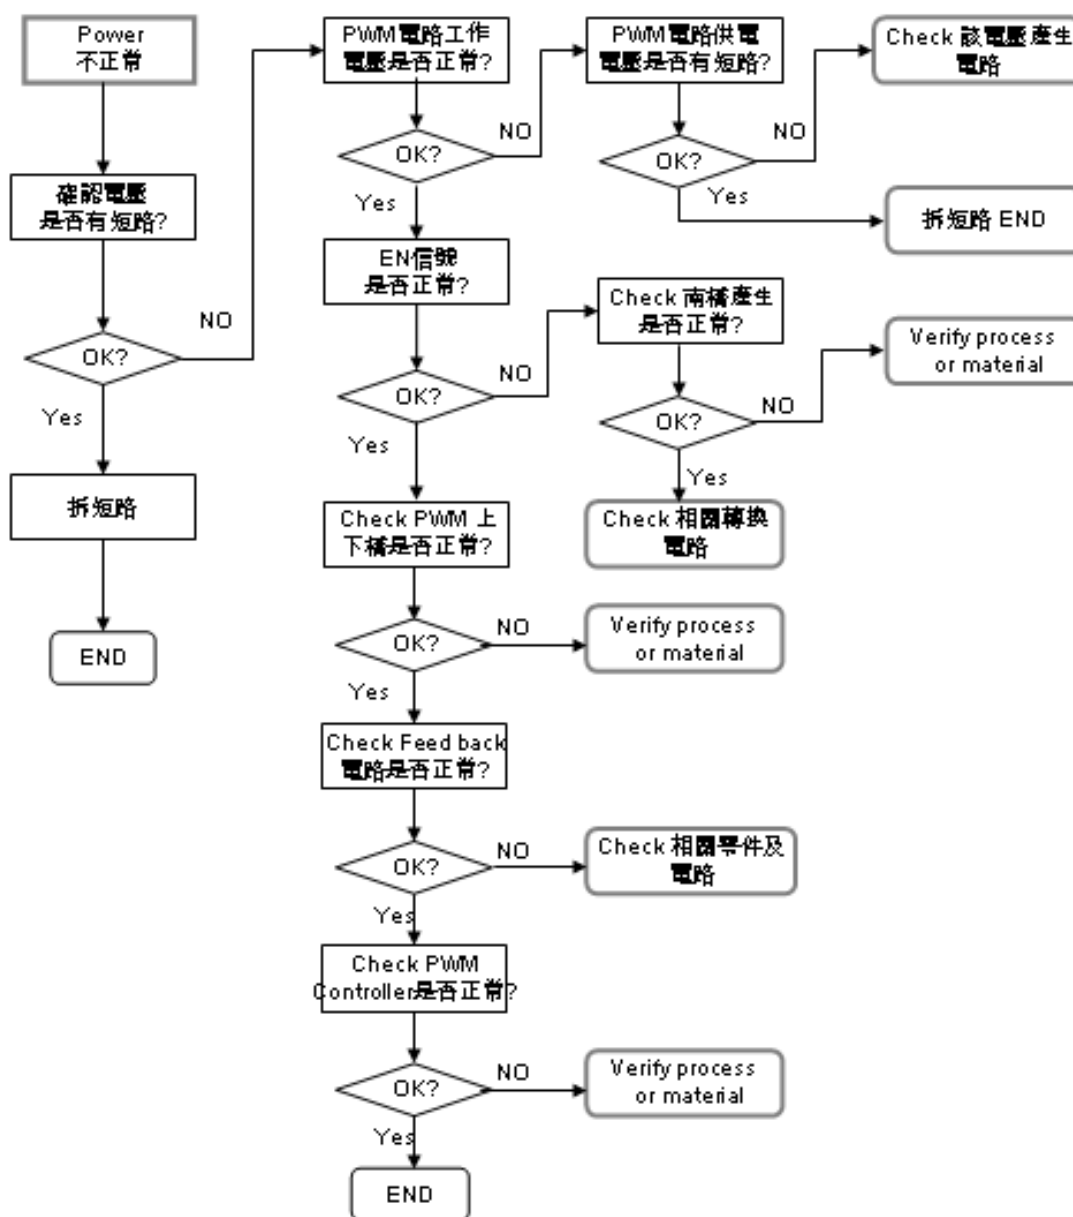 Power
不正常
確認電壓
是否有短路?
OK?
NO
Yes
拆短路
END
PWM 電路工作
電壓是否正常?
OK?
NO
Yes
EN信號
是否正常?
OK?
NO
Yes
Check PWM 上
下橋是否正常?
OK?
NO
Yes
Check Feed back
電路是否正常?
OK?
NO
Yes
Check PWM
Controller是否正常?
OK?
NO
Yes
END
PWM 電路供電
電壓是否有短路?
OK?
NO
Yes
Check 該電壓產生
電路
拆短路 END
Check 南橋產生
是否正常?
OK?
NO
Yes
Verify process
or material
Check 相關轉換
電路
Verify process
or material
Check 相關零件及
電路
Verify process
or material